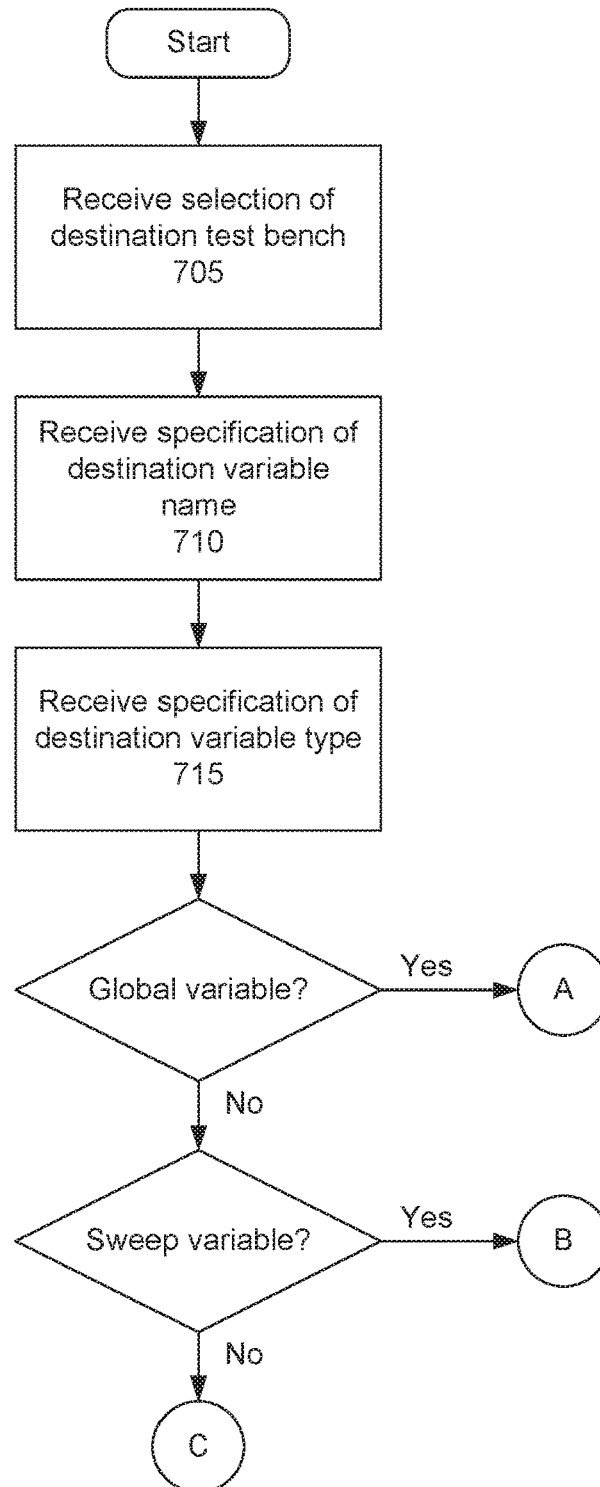 Start
Receive selection of
destination test bench
705
Receive specification of
destination variable
name
710
Receive specification of
destination variable type
715
Global variable?
Yes
A
No
Sweep variable?
Yes
B
No
C